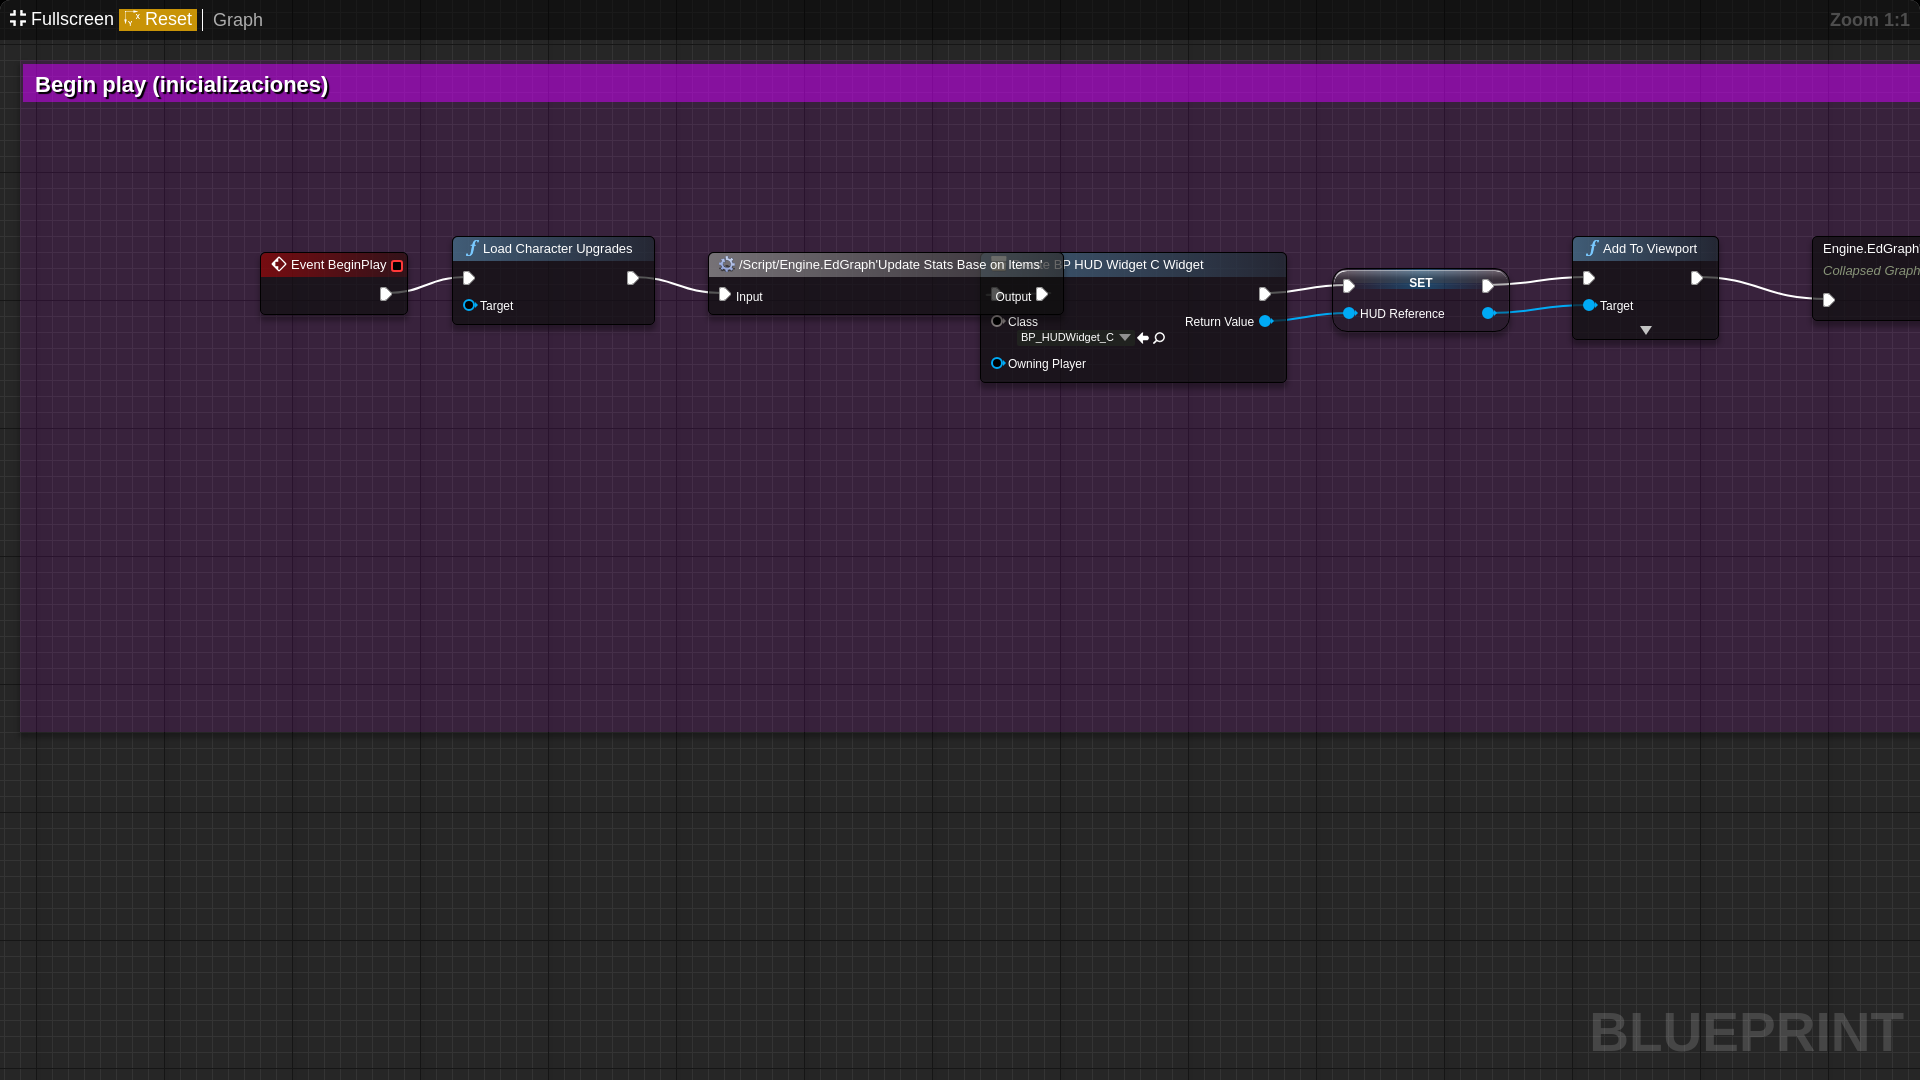 Fullscreen Reset Graph Zoom 1:1
Begin play (inicializaciones)
Event BeginPlay
Load Character Upgrades
Target
/Script/Engine.EdGraph'Update Stats Base on Items'
Input
Output
BP HUD Widget C Widget
Class
BP_HUDWidget_C
Return Value
Owning Player
SET
HUD Reference
Add To Viewport
Target
Engine.EdGraph'
Collapsed Graph
BLUEPRINT